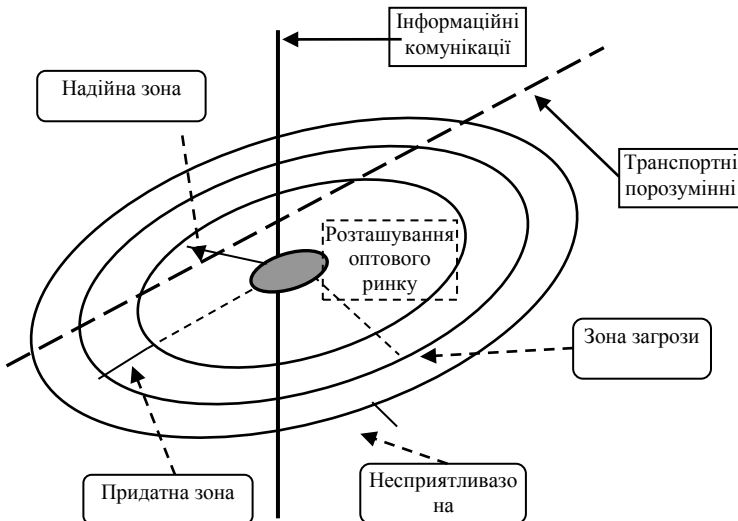 Інформаційні
комунікації
Надійна зона
Транспортні
порозумінні
Розташування
оптового
ринку
Зона загрози
Придатна зона
Несприятливазо
на